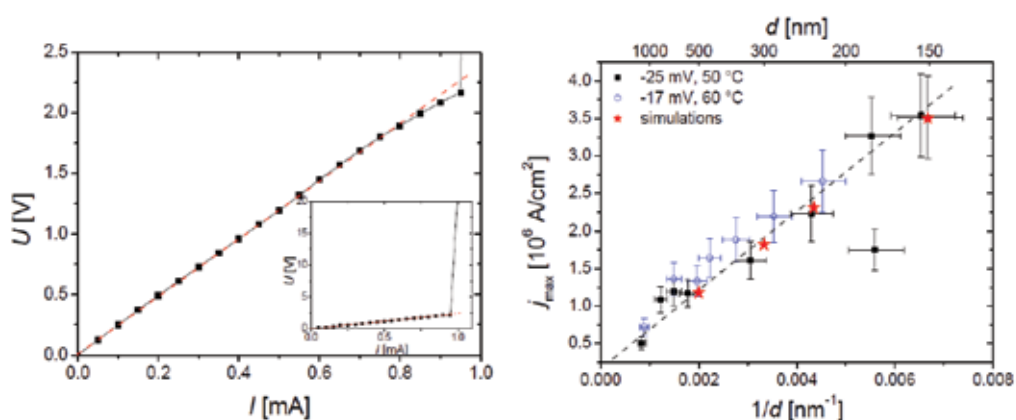 2.5
2.0
1.5
1.0
0.5
0.0
U [V]
0.0 0.2 0.4 0.6 0.8 1.0
I [mA]
20
15
10
5
0
U [V]
0.0 0.5 1.0
I [mA]
d [nm]
1000 500 300 200 150
-25 mV, 50 °C
-17 mV, 60 °C
simulations
4.0
3.5
3.0
2.5
2.0
1.5
1.0
0.5
jmax [10⁶ A/cm²]
0.000 0.002 0.004 0.006 0.008
1/d [nm⁻¹]